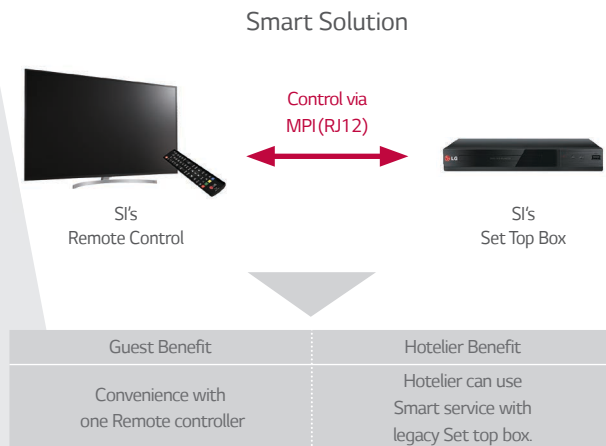 Smart Solution
Control via
MPI(RJ12)
LG
SI's
Remote Control
SI's
Set Top Box
Guest Benefit
Hotelier Benefit
Convenience with
one Remote controller
Hotelier can use
Smart service with
legacy Set top box.